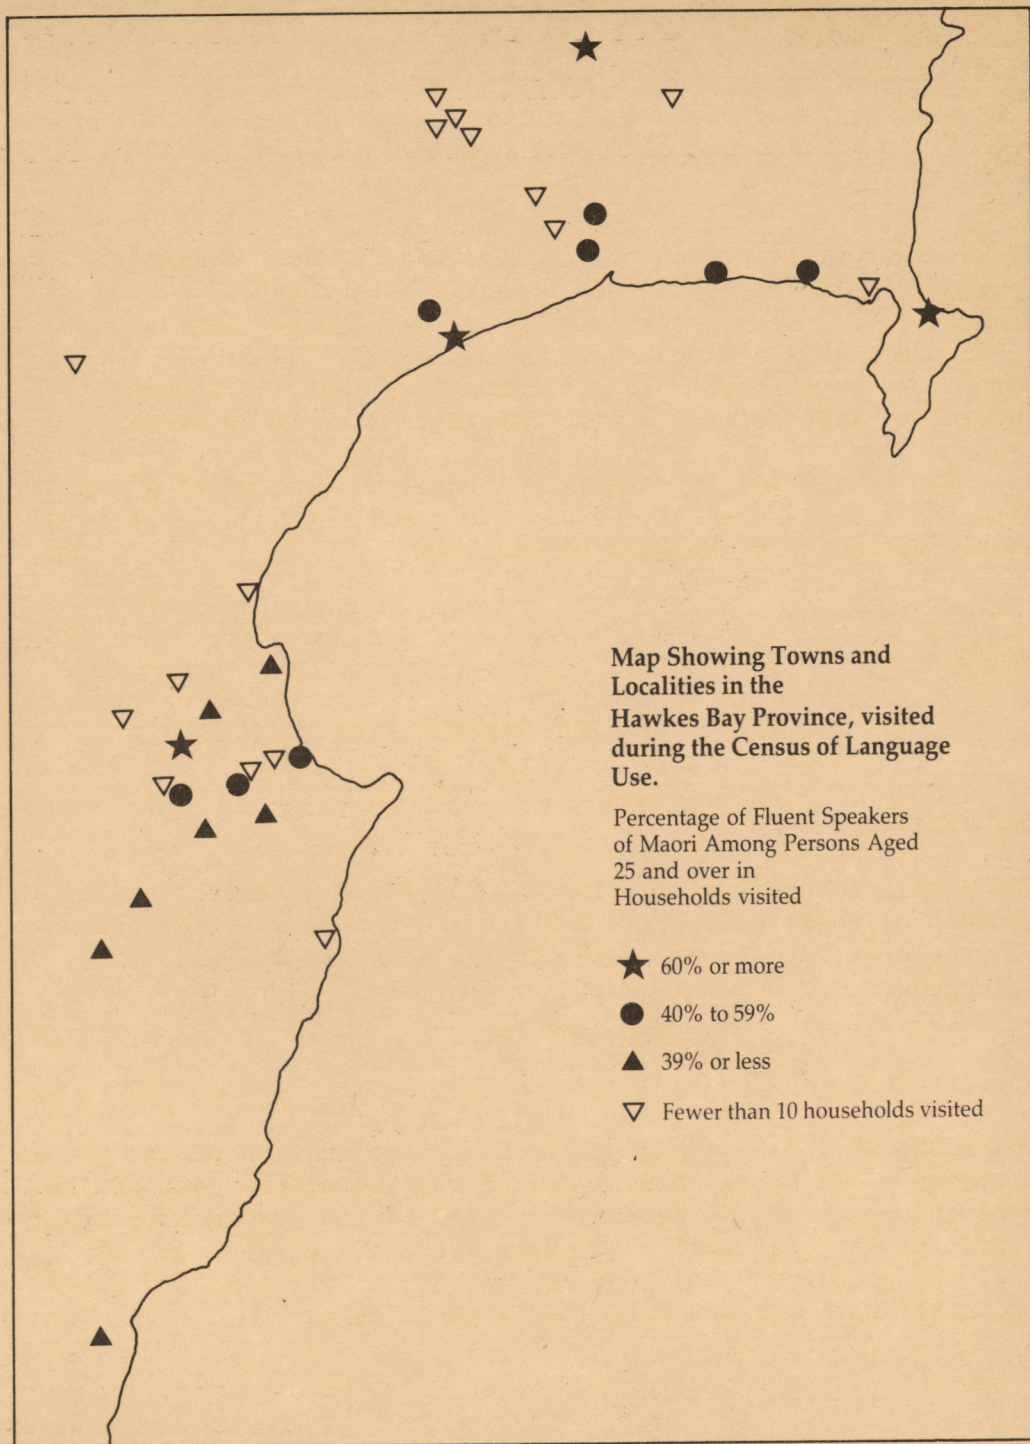 Map Showing Towns and
Localities in the
Hawkes Bay Province, visited
during the Census of Language
Use.
Percentage of Fluent Speakers
of Maori Among Persons Aged
25 and over in
Households visited
60% or more
40% to 59%
39% or less
Fewer than 10 households visited